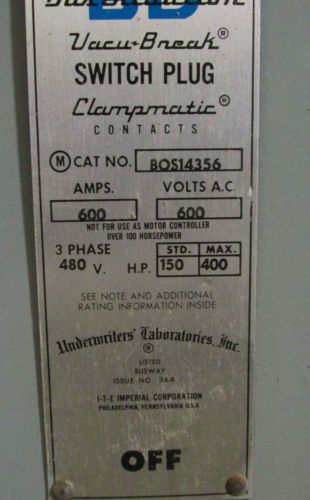 Vacu-Break®
SWITCH PLUG
Clampmatic®
CONTACTS
Ⓜ CAT NO. BOS14356
AMPS. VOLTS A.C.
600 600
NOT FOR USE AS MOTOR CONTROLLER
OVER 100 HORSEPOWER
3 PHASE STD. MAX.
480 V. H.P. 150 400
SEE NOTE AND ADDITIONAL
RATING INFORMATION INSIDE
Underwriters' Laboratories, Inc.
®
LISTED
BUSWAY
ISSUE NO. 364
I-T-E IMPERIAL CORPORATION
PHILADELPHIA, PENNSYLVANIA U.S.A.
OFF